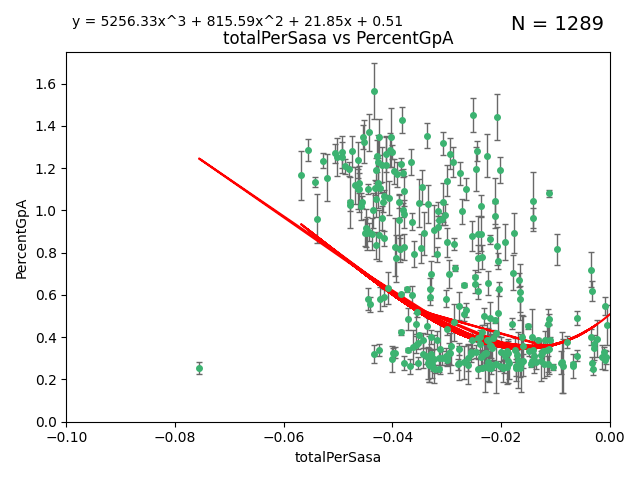 y = 5256.33x^3 + 815.59x^2 + 21.85x + 0.51
N = 1289
totalPerSasa vs PercentGpA
PercentGpA
1.6
1.4
1.2
1.0
0.8
0.6
0.4
0.2
0.0
−0.10 −0.08 −0.06 −0.04 −0.02 0.00
totalPerSasa